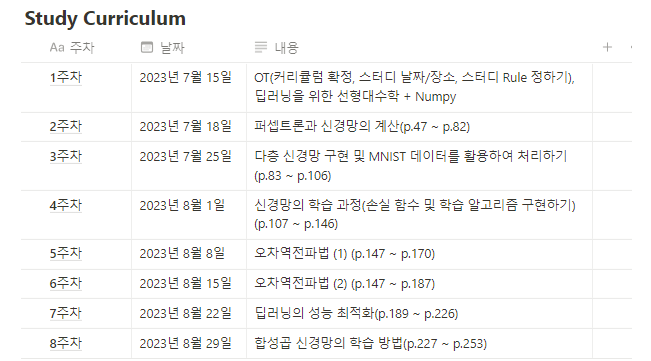 Study Curriculum
Aa 주차 날짜 내용
1주차 2023년 7월 15일 OT(커리큘럼 확정, 스터디 날짜/장소, 스터디 Rule 정하기),
딥러닝을 위한 선형대수학 + Numpy
2주차 2023년 7월 18일 퍼셉트론과 신경망의 계산(p.47 ~ p.82)
3주차 2023년 7월 25일 다층 신경망 구현 및 MNIST 데이터를 활용하여 처리하기
(p.83 ~ p.106)
4주차 2023년 8월 1일 신경망의 학습 과정(손실 함수 및 학습 알고리즘 구현하기)
(p.107 ~ p.146)
5주차 2023년 8월 8일 오차역전파법 (1) (p.147 ~ p.170)
6주차 2023년 8월 15일 오차역전파법 (2) (p.147 ~ p.187)
7주차 2023년 8월 22일 딥러닝의 성능 최적화(p.189 ~ p.226)
8주차 2023년 8월 29일 합성곱 신경망의 학습 방법(p.227 ~ p.253)